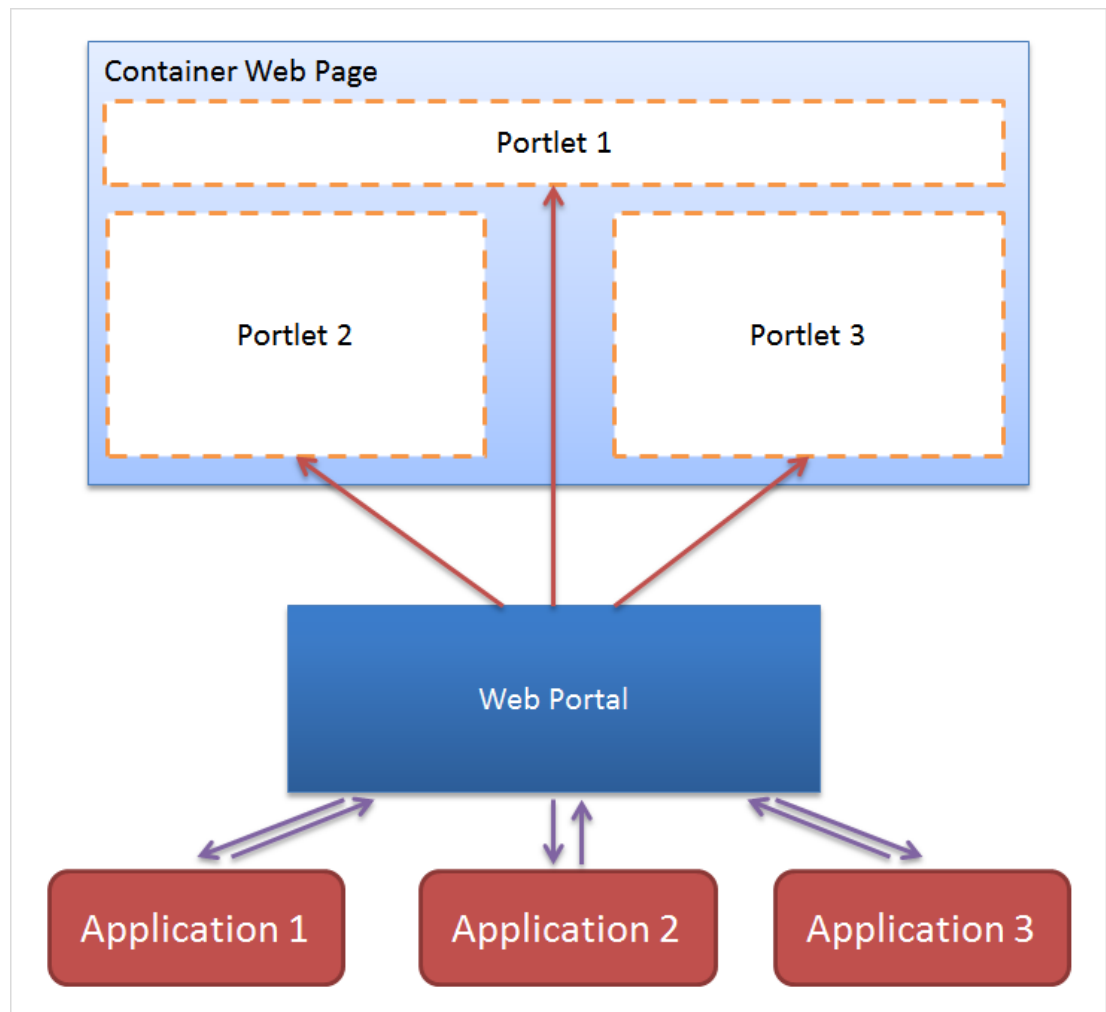 Container Web Page
Portlet 1
Portlet 2
Portlet 3
Web Portal
Application 1
Application 2
Application 3